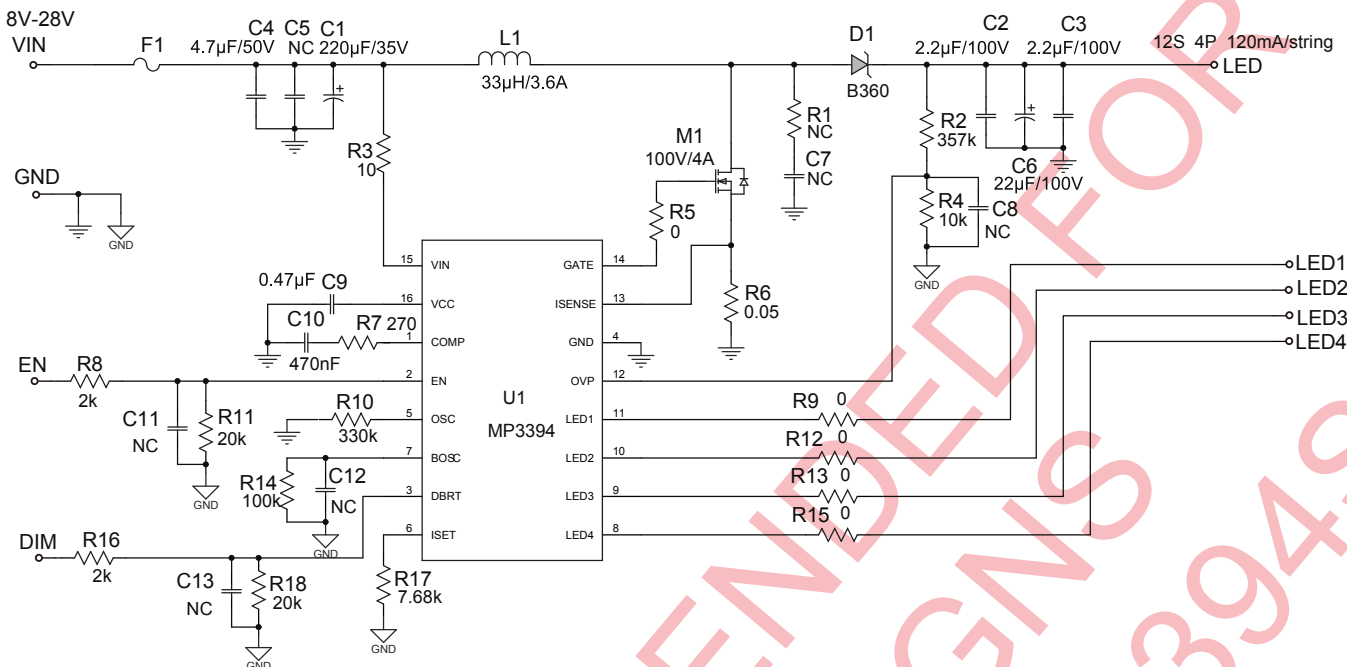 8V-28V
VIN
F1
C4
4.7µF/50V
C5
NC
C1
220µF/35V
L1
33µH/3.6A
D1
B360
C2
2.2µF/100V
C3
2.2µF/100V
12S 4P 120mA/string
LED
R3
10
M1
100V/4A
R1
NC
C7
NC
R2
357k
C6
22µF/100V
GND
GND
R5
0
R4
10k
C8
NC
GND
R6
0.05
0.47µF
C9
C10
470nF
R7
270
EN
R8
2k
C11
NC
R11
20k
GND
R10
330k
R14
100k
C12
NC
GND
DIM
R16
2k
C13
NC
R18
20k
GND
R17
7.68k
GND
U1
MP3394
15 VIN
16 VCC
1 COMP
2 EN
5 OSC
7 BOSC
3 DBRT
6 ISET
GATE 14
ISENSE 13
GND 4
OVP 12
LED1 11
LED2 10
LED3 9
LED4 8
R9 0
R12 0
R13 0
R15 0
LED1
LED2
LED3
LED4
ENDED FOR
GNS
394S